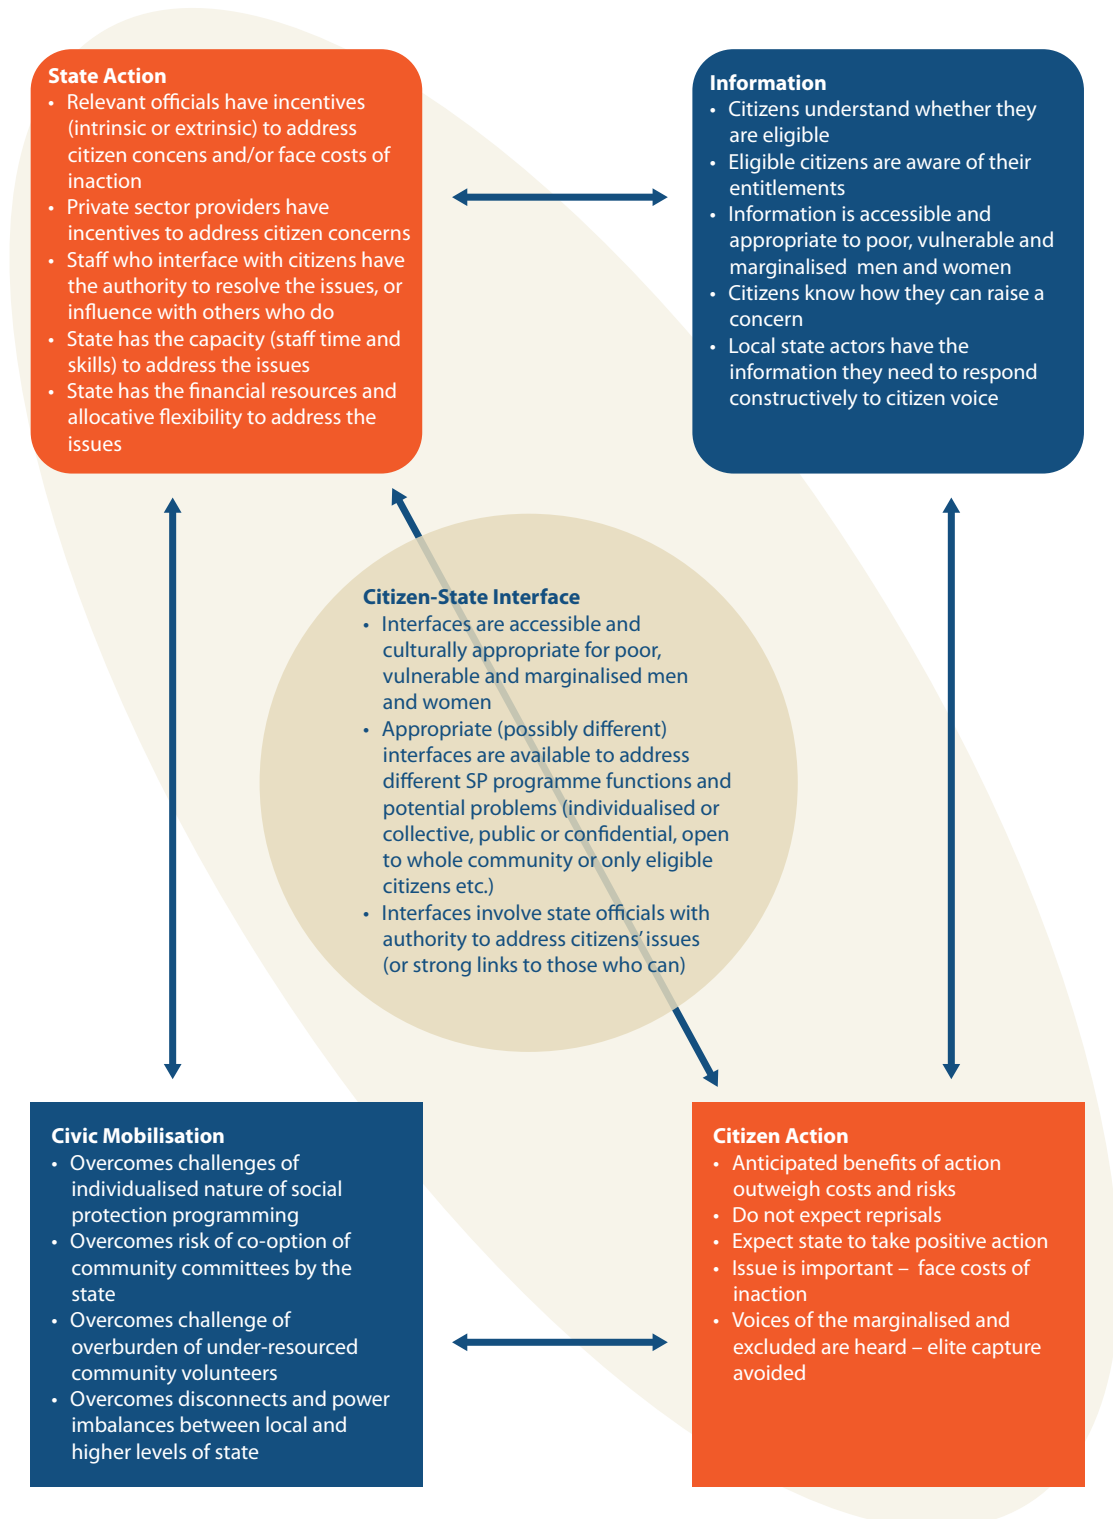 State Action
• Relevant officials have incentives
(intrinsic or extrinsic) to address
citizen concens and/or face costs of
inaction
• Private sector providers have
incentives to address citizen concerns
• Staff who interface with citizens have
the authority to resolve the issues, or
influence with others who do
• State has the capacity (staff time and
skills) to address the issues
• State has the financial resources and
allocative flexibility to address the
issues
Information
• Citizens understand whether they
are eligible
• Eligible citizens are aware of their
entitlements
• Information is accessible and
appropriate to poor, vulnerable and
marginalised men and women
• Citizens know how they can raise a
concern
• Local state actors have the
information they need to respond
constructively to citizen voice
Citizen-State Interface
• Interfaces are accessible and
culturally appropriate for poor,
vulnerable and marginalised men
and women
• Appropriate (possibly different)
interfaces are available to address
different SP programme functions and
potential problems (individualised or
collective, public or confidential, open
to whole community or only eligible
citizens etc.)
• Interfaces involve state officials with
authority to address citizens’ issues
(or strong links to those who can)
Civic Mobilisation
• Overcomes challenges of
individualised nature of social
protection programming
• Overcomes risk of co-option of
community committees by the
state
• Overcomes challenge of
overburden of under-resourced
community volunteers
• Overcomes disconnects and power
imbalances between local and
higher levels of state
Citizen Action
• Anticipated benefits of action
outweigh costs and risks
• Do not expect reprisals
• Expect state to take positive action
• Issue is important – face costs of
inaction
• Voices of the marginalised and
excluded are heard – elite capture
avoided